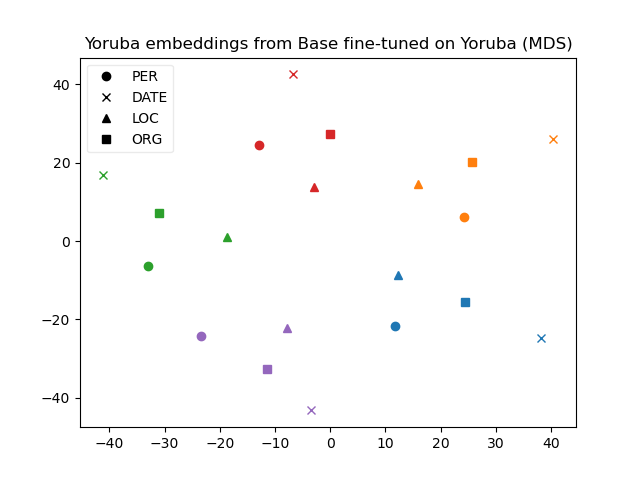 Yoruba embeddings from Base fine-tuned on Yoruba (MDS)
PER
DATE
LOC
ORG
40
20
0
−20
−40
−40 −30 −20 −10 0 10 20 30 40